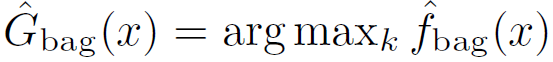 Ĝ_bag(x) = arg max_k f̂_bag(x)